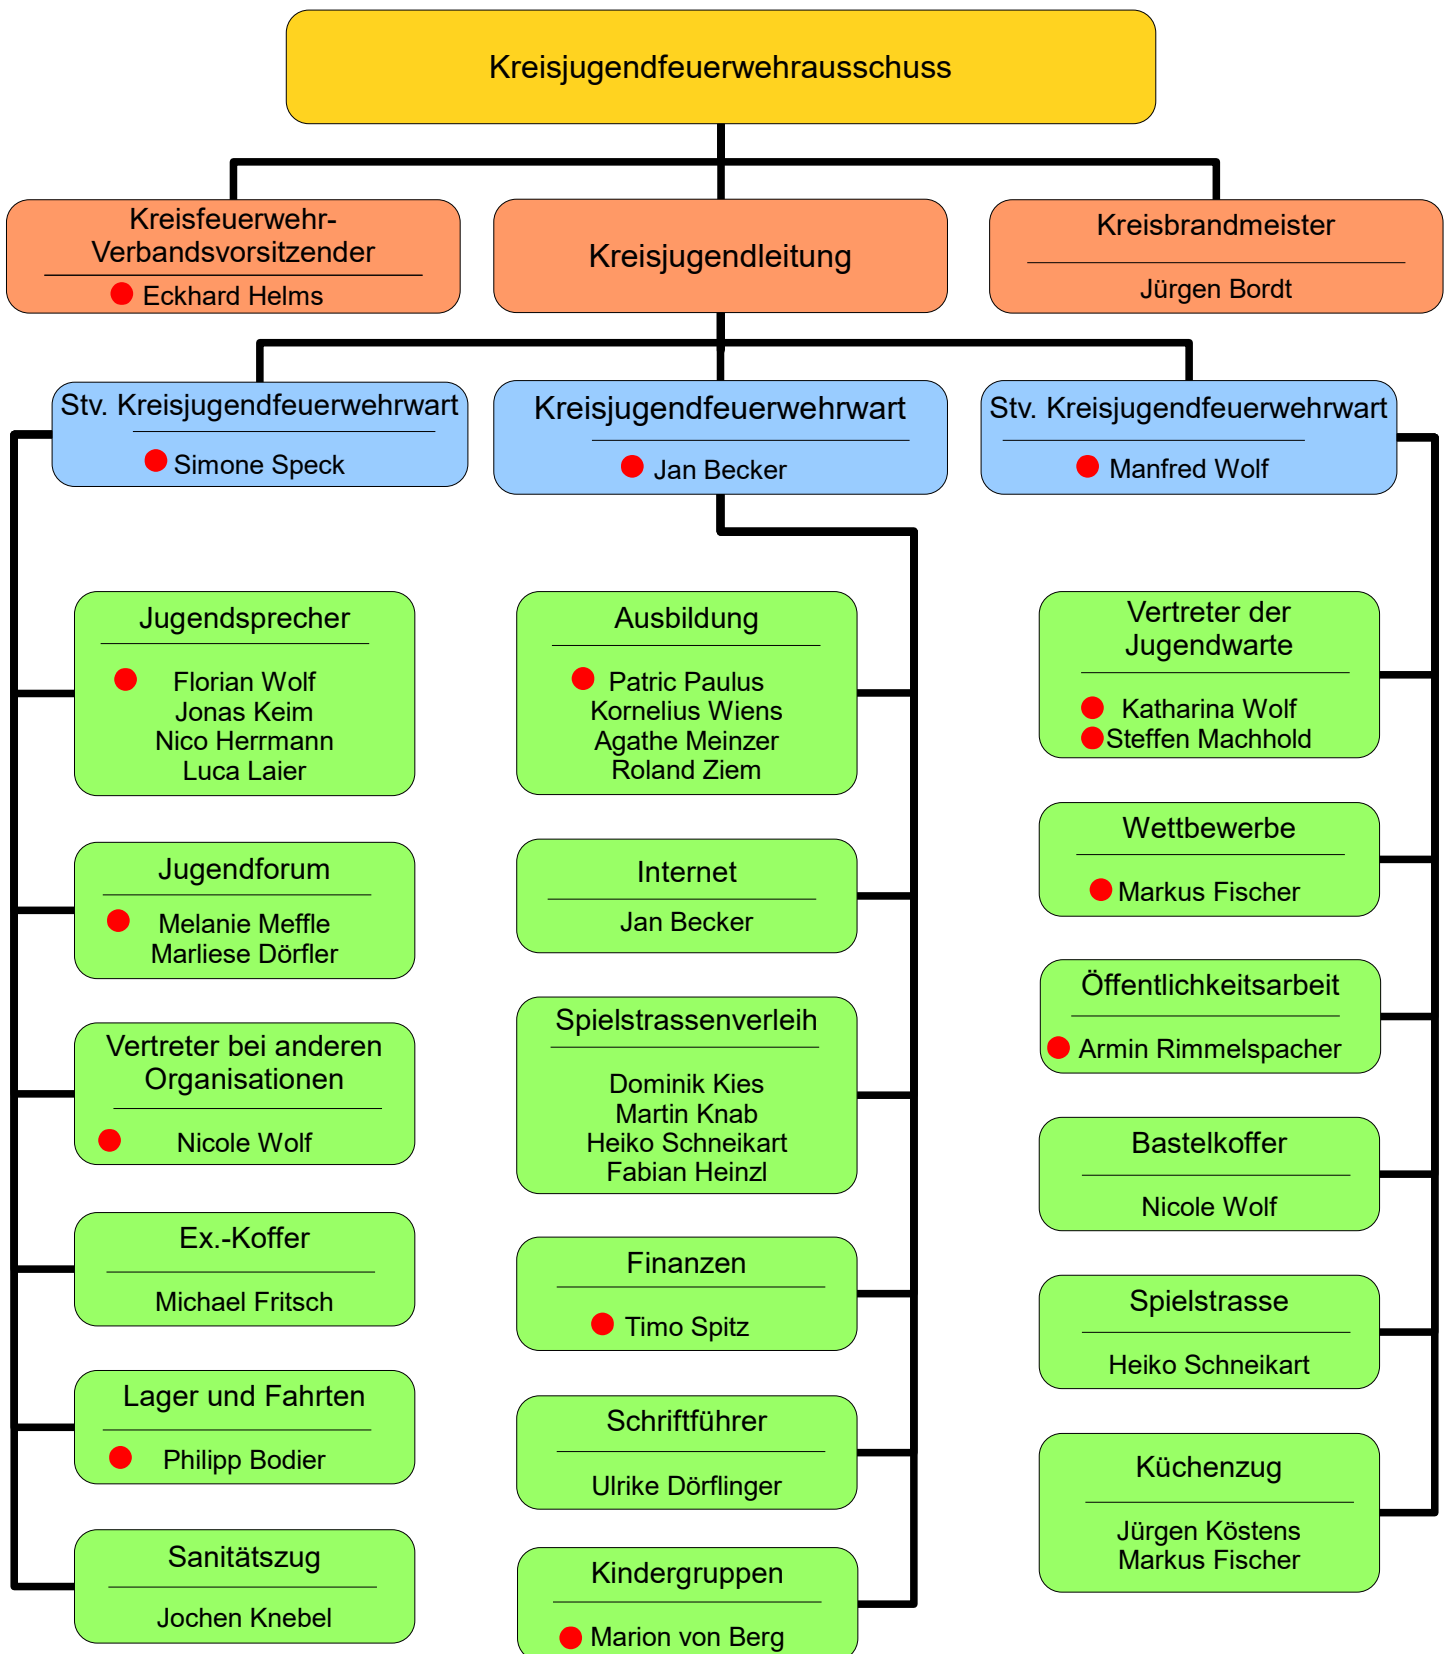 Kreisjugendfeuerwehrausschuss
Kreisfeuerwehr-
Verbandsvorsitzender
Eckhard Helms
Kreisjugendleitung
Kreisbrandmeister
Jürgen Bordt
Stv. Kreisjugendfeuerwehrwart
Simone Speck
Kreisjugendfeuerwehrwart
Jan Becker
Stv. Kreisjugendfeuerwehrwart
Manfred Wolf
Jugendsprecher
Florian Wolf
Jonas Keim
Nico Herrmann
Luca Laier
Jugendforum
Melanie Meffle
Marliese Dörfler
Vertreter bei anderen
Organisationen
Nicole Wolf
Ex.-Koffer
Michael Fritsch
Lager und Fahrten
Philipp Bodier
Sanitätszug
Jochen Knebel
Ausbildung
Patric Paulus
Kornelius Wiens
Agathe Meinzer
Roland Ziem
Internet
Jan Becker
Spielstrassenverleih
Dominik Kies
Martin Knab
Heiko Schneikart
Fabian Heinzl
Finanzen
Timo Spitz
Schriftführer
Ulrike Dörflinger
Kindergruppen
Marion von Berg
Vertreter der
Jugendwarte
Katharina Wolf
Steffen Machhold
Wettbewerbe
Markus Fischer
Öffentlichkeitsarbeit
Armin Rimmelspacher
Bastelkoffer
Nicole Wolf
Spielstrasse
Heiko Schneikart
Küchenzug
Jürgen Köstens
Markus Fischer